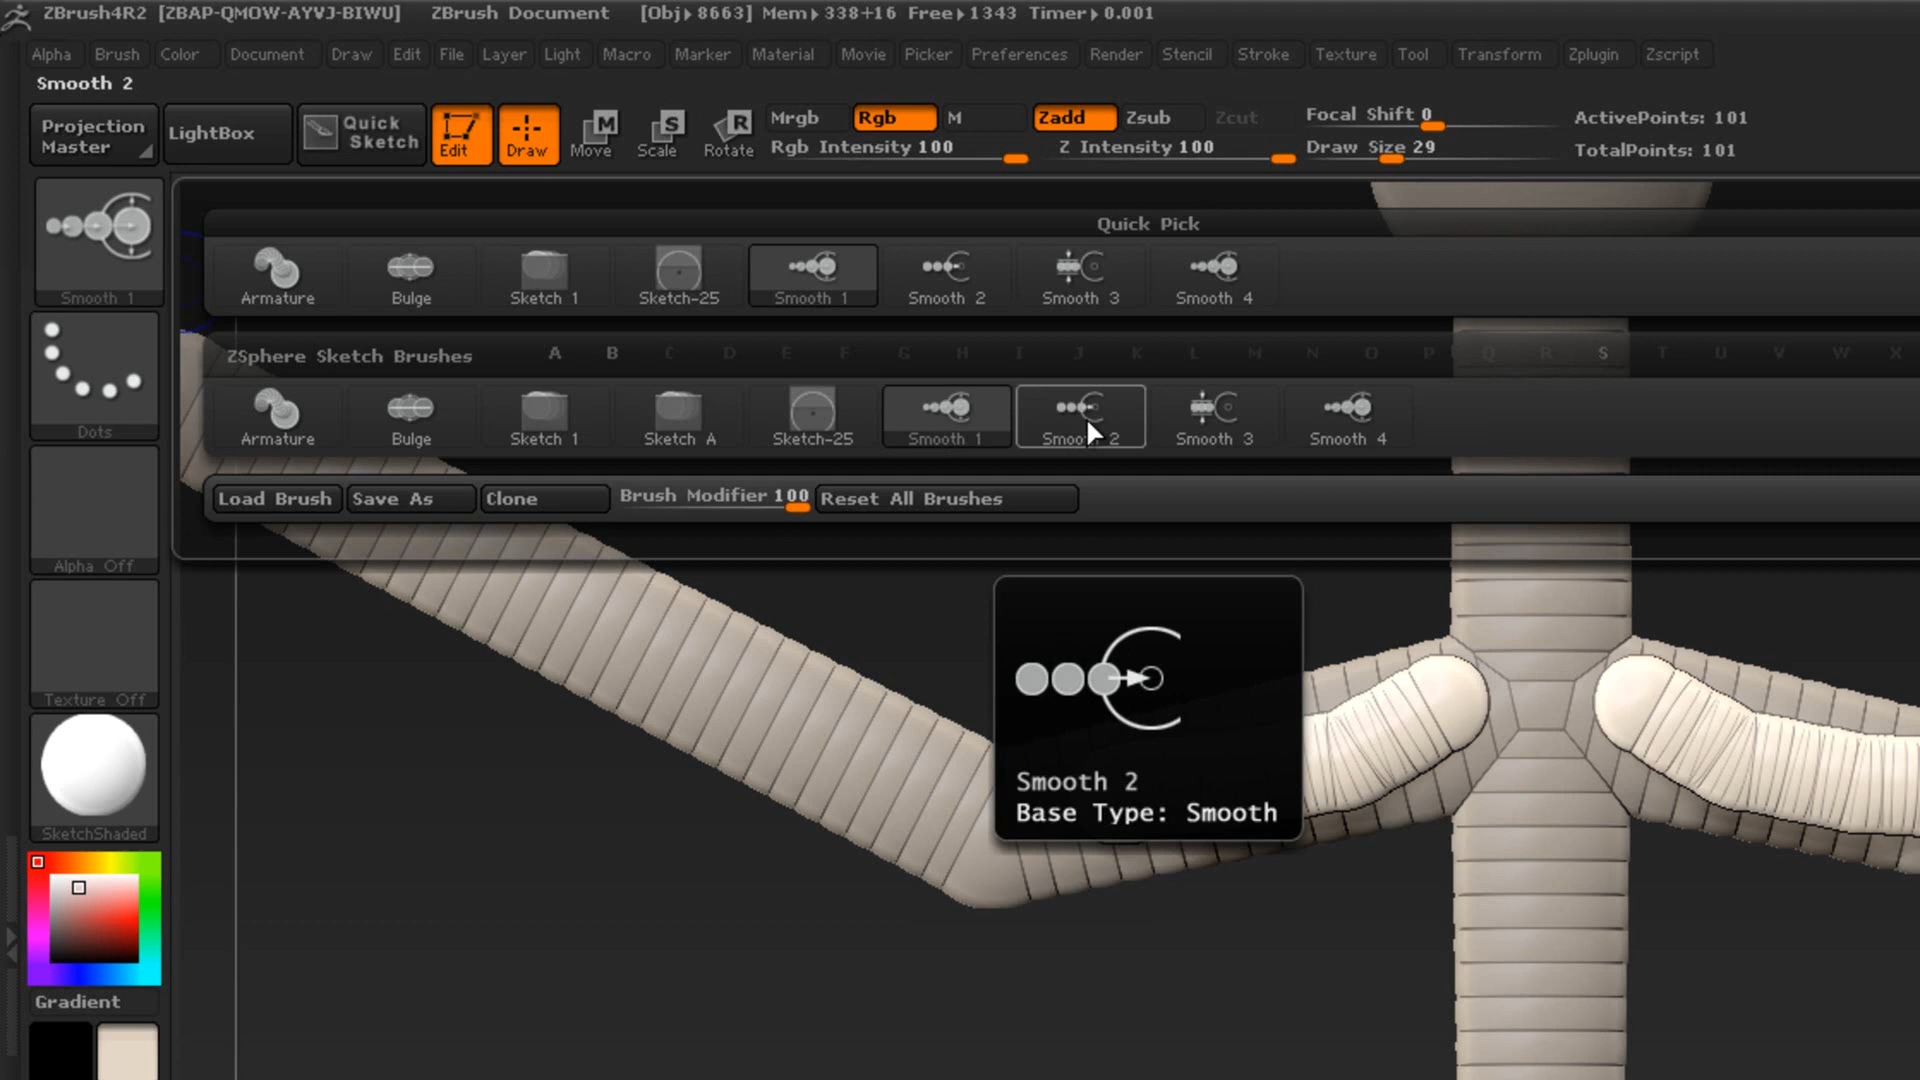 ZBrush4R2 [ZBAP-QMOW-AYVJ-BIWU] ZBrush Document [Obj▸8663] Mem▸338+16 Free▸1343 Timer▸0.001
Alpha Brush Color Document Draw Edit File Layer Light Macro Marker Material Movie Picker Preferences Render Stencil Stroke Texture Tool Transform Zplugin Zscript
Smooth 2
Projection Master
LightBox
Quick Sketch
Edit
Draw
Move
Scale
Rotate
M
S
R
Mrgb Rgb M Zadd Zsub Zcut
Rgb Intensity 100 Z Intensity 100
Focal Shift 0
Draw Size 29
ActivePoints: 101
TotalPoints: 101
Smooth 1
Dots
Alpha Off
Texture Off
SketchShaded
Gradient
Quick Pick
Armature Bulge Sketch 1 Sketch-25 Smooth 1 Smooth 2 Smooth 3 Smooth 4
ZSphere Sketch Brushes A B C D E F G H I J K L M N O P Q R S T U V W X
Armature Bulge Sketch 1 Sketch A Sketch-25 Smooth 1 Smooth 2 Smooth 3 Smooth 4
Load Brush Save As Clone Brush Modifier 100 Reset All Brushes
Smooth 2
Base Type: Smooth